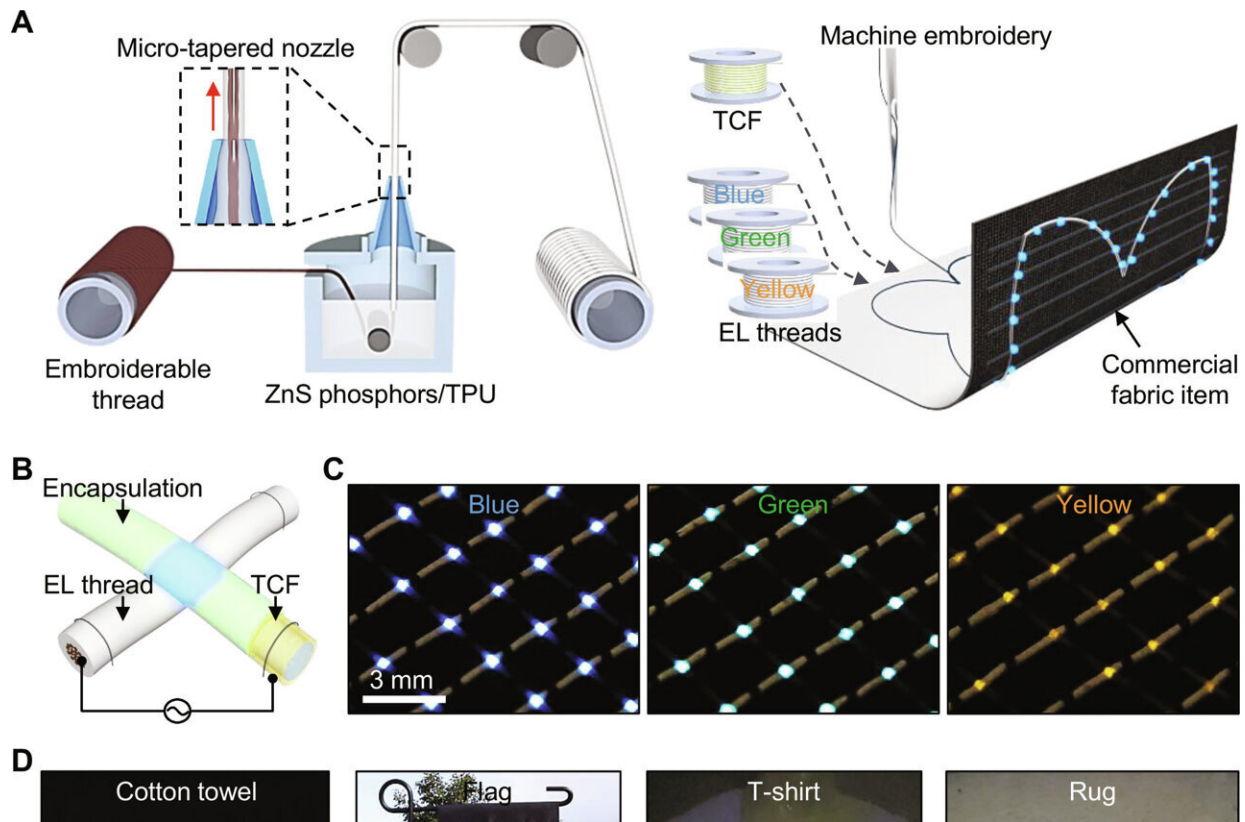 A
Micro-tapered nozzle
Embroiderable
thread
ZnS phosphors/TPU
TCF
Blue
Green
Yellow
EL threads
Machine embroidery
Commercial
fabric item
B
Encapsulation
EL thread
TCF
C
Blue
Green
Yellow
3 mm
D
Cotton towel
Flag
T-shirt
Rug